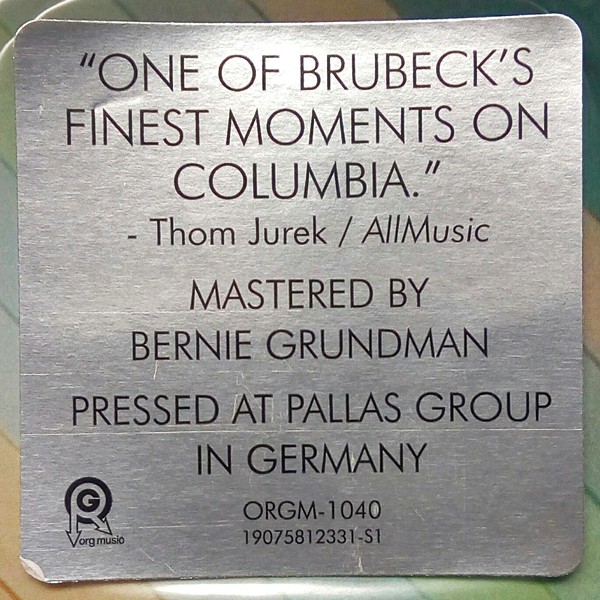 “ONE OF BRUBECK’S
FINEST MOMENTS ON
COLUMBIA.”
- Thom Jurek / AllMusic
MASTERED BY
BERNIE GRUNDMAN
PRESSED AT PALLAS GROUP
IN GERMANY
ORGM-1040
19075812331-S1
G
org music